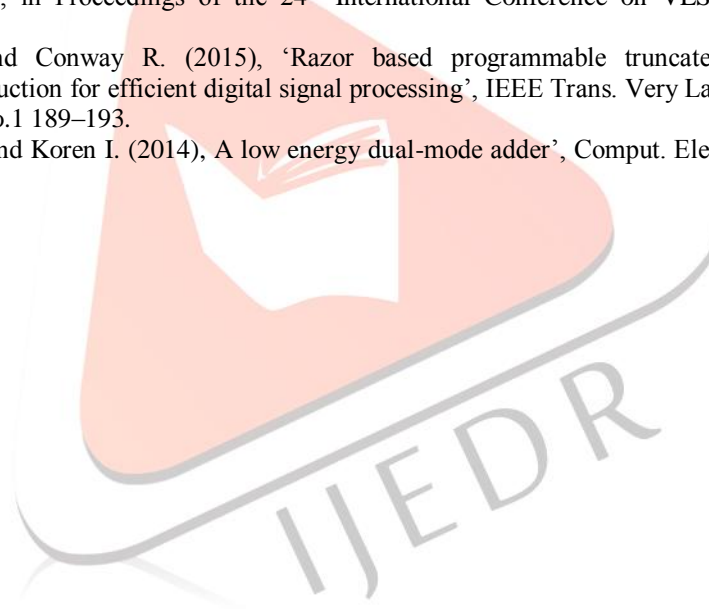 in Proceedings of the 24 International Conference on
nd Conway R. (2015), ‘Razor based programmable truncate
uction for efficient digital signal processing’, IEEE Trans. Very La
o.1 189–193.
nd Koren I. (2014), A low energy dual-mode adder’, Comput. Ele
IJEDR